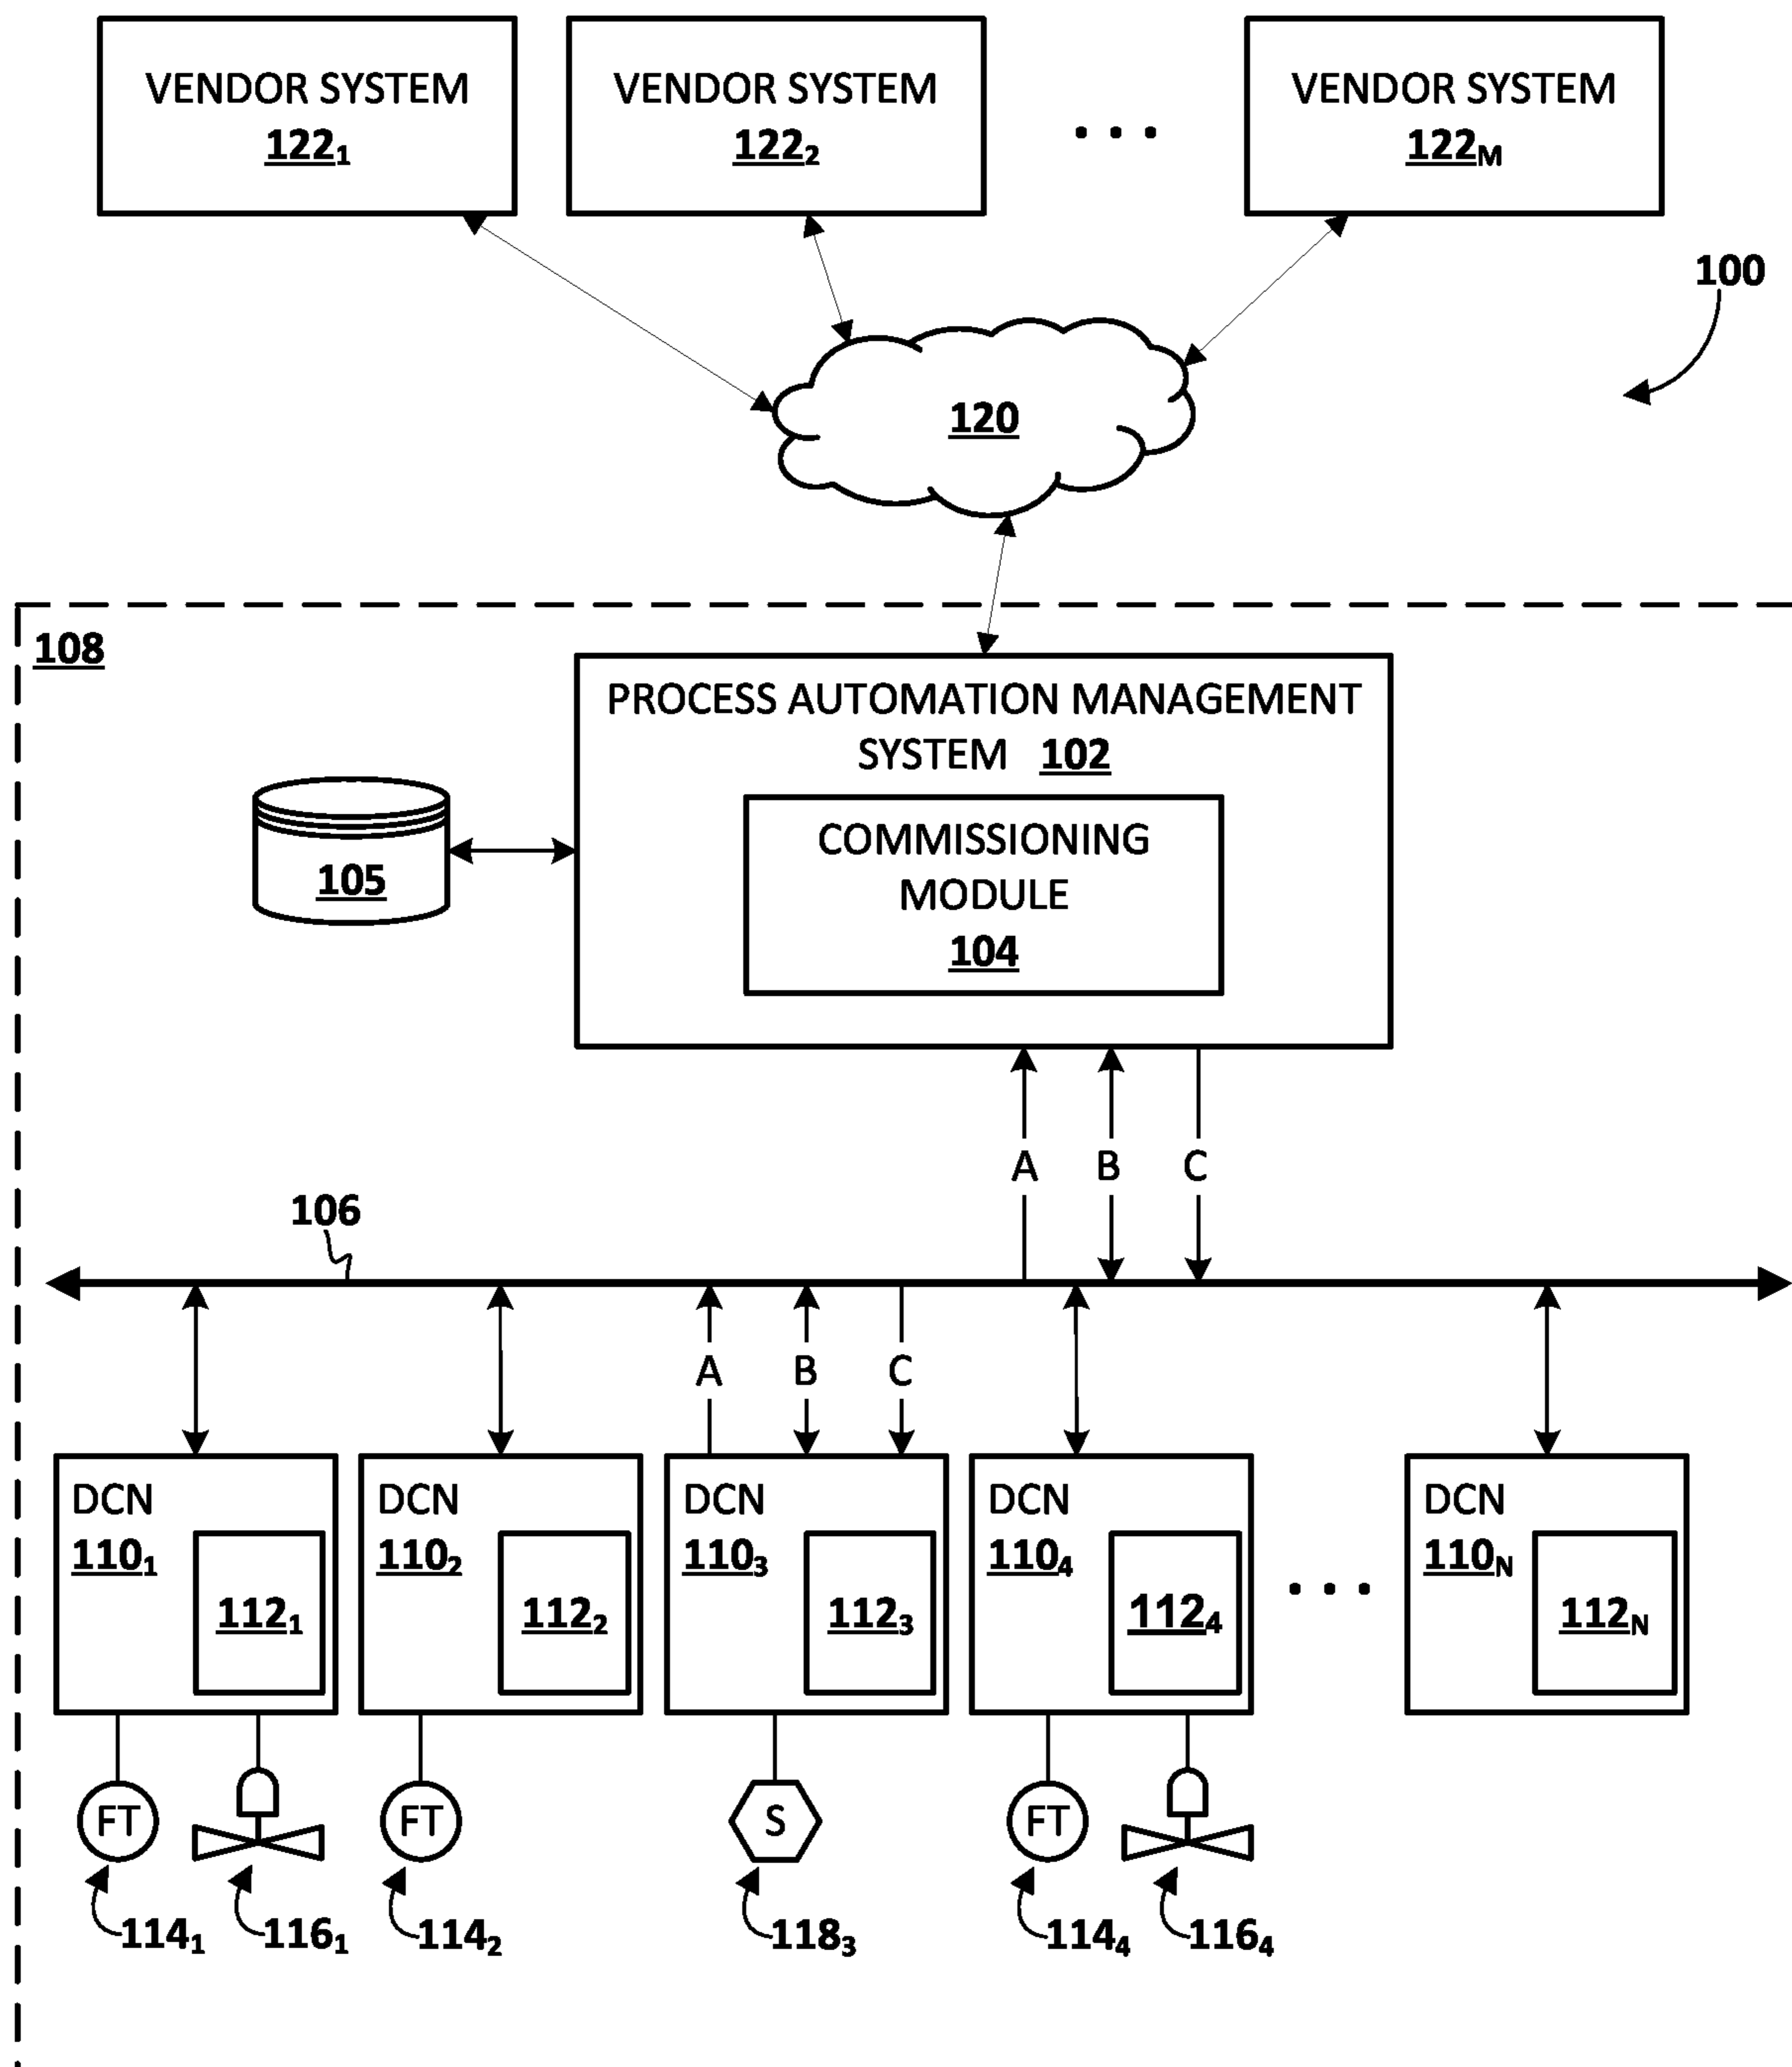 VENDOR SYSTEM
122₁
VENDOR SYSTEM
122₂
. . .
VENDOR SYSTEM
122M
100
120
108
PROCESS AUTOMATION MANAGEMENT
SYSTEM 102
COMMISSIONING
MODULE
104
105
A B C
106
A B C
DCN
110₁
112₁
DCN
110₂
112₂
DCN
110₃
112₃
DCN
110₄
112₄
. . .
DCN
110N
112N
FT
FT
S
FT
114₁
116₁
114₂
118₃
114₄
116₄